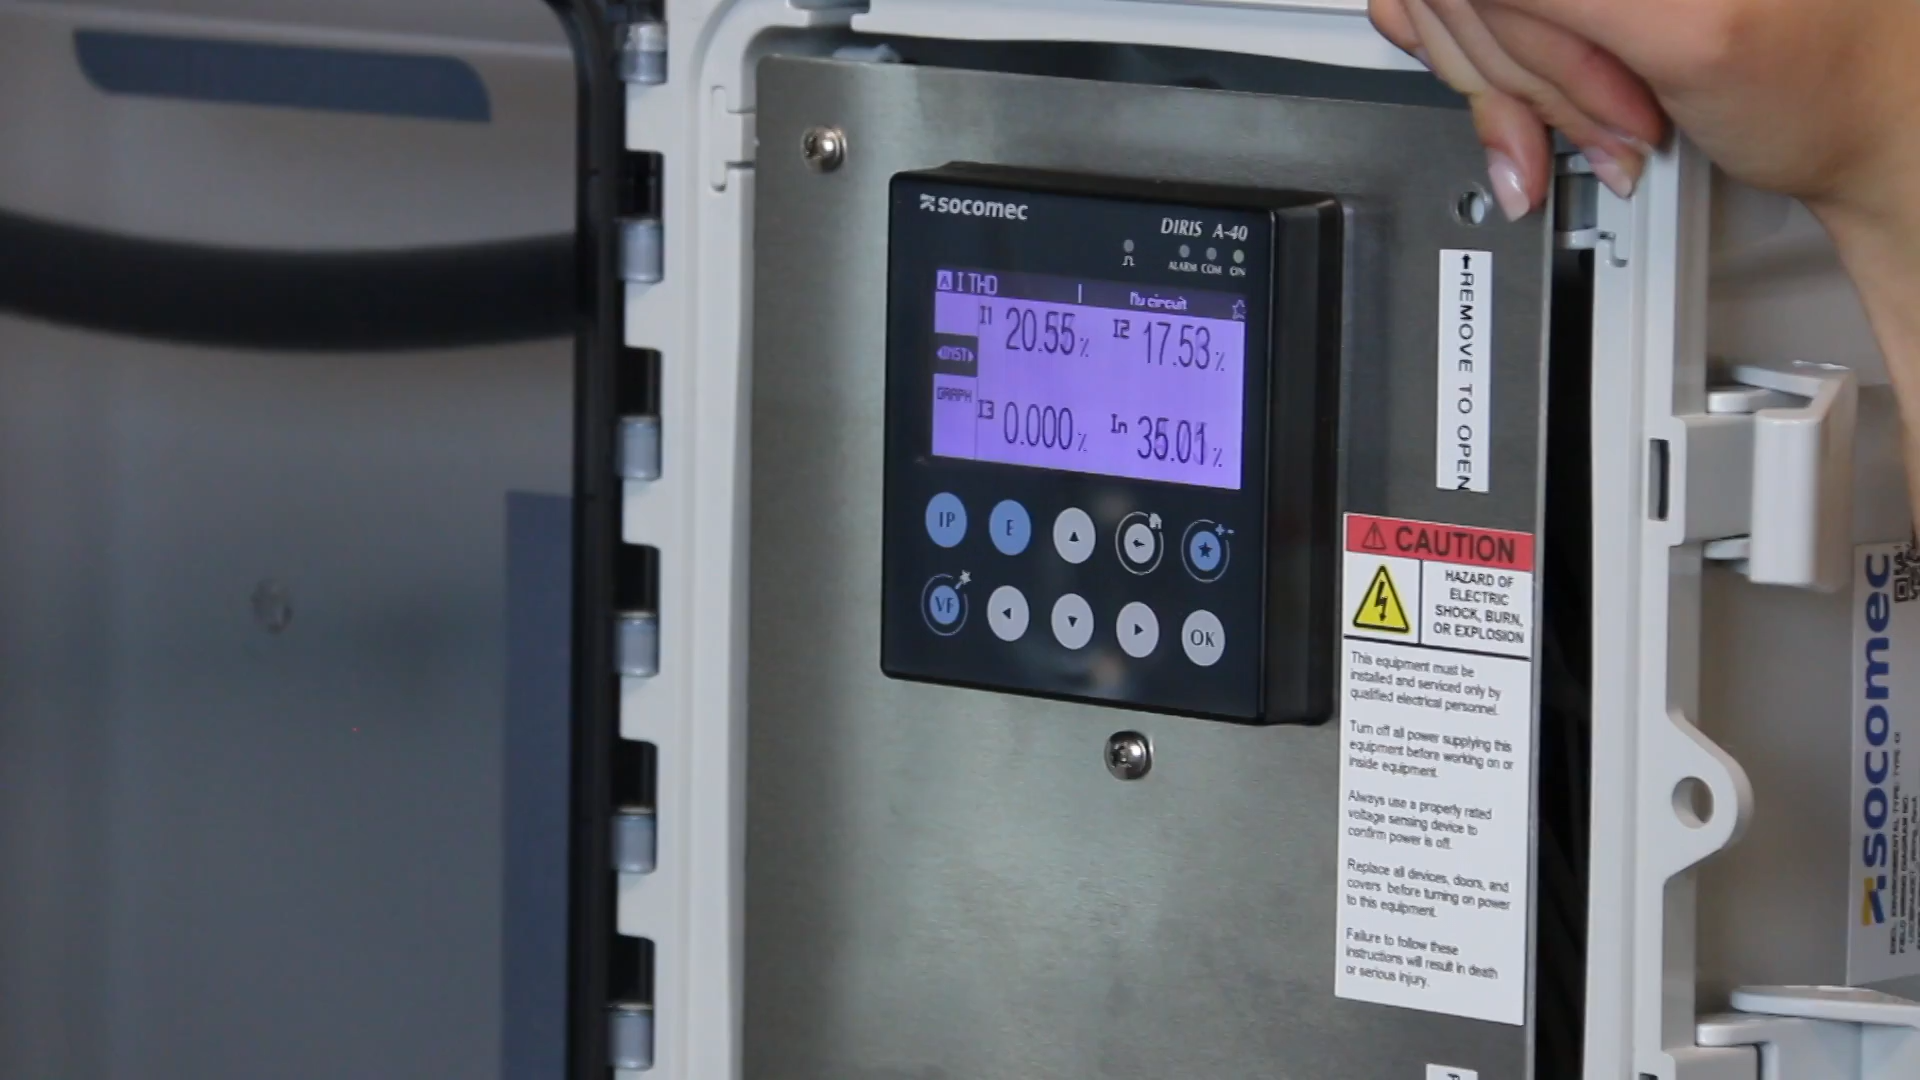 socomec
DIRIS A-40
ALARM COM ON
I THD
My circuit
I1 20.55 % I2 17.53 %
INST
GRAPH
I3 0.000 % In 35.01 %
IP E
VF OK
←REMOVE TO OPEN
CAUTION
HAZARD OF
ELECTRIC
SHOCK, BURN,
OR EXPLOSION
This equipment must be
installed and serviced only by
qualified electrical personnel.
Turn off all power supplying this
equipment before working on or
inside equipment.
Always use a properly rated
voltage sensing device to
confirm power is off.
Replace all devices, doors, and
covers before turning on power
to this equipment.
Failure to follow these
instructions will result in death
or serious injury.
socomec